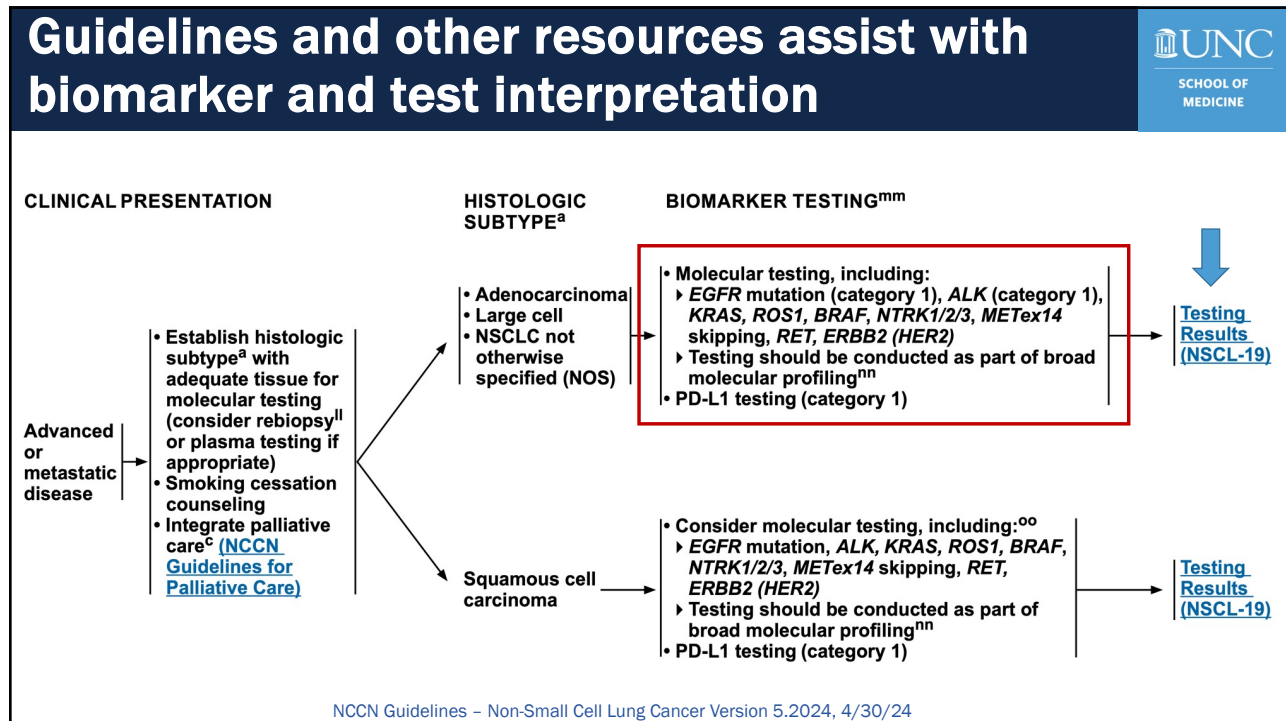 Guidelines and other resources assist with
biomarker and test interpretation
UNC
SCHOOL OF
MEDICINE
CLINICAL PRESENTATION
HISTOLOGIC
SUBTYPEᵃ
BIOMARKER TESTINGᵐᵐ
Advanced
or
metastatic
disease
• Establish histologic
subtypeᵃ with
adequate tissue for
molecular testing
(consider rebiopsyˡˡ
or plasma testing if
appropriate)
• Smoking cessation
counseling
• Integrate palliative
careᶜ (NCCN
Guidelines for
Palliative Care)
• Adenocarcinoma
• Large cell
• NSCLC not
otherwise
specified (NOS)
• Molecular testing, including:
EGFR mutation (category 1), ALK (category 1),
KRAS, ROS1, BRAF, NTRK1/2/3, METex14
skipping, RET, ERBB2 (HER2)
Testing should be conducted as part of broad
molecular profilingⁿⁿ
• PD-L1 testing (category 1)
Testing
Results
(NSCL-19)
Squamous cell
carcinoma
• Consider molecular testing, including:ᵒᵒ
EGFR mutation, ALK, KRAS, ROS1, BRAF,
NTRK1/2/3, METex14 skipping, RET,
ERBB2 (HER2)
Testing should be conducted as part of
broad molecular profilingⁿⁿ
• PD-L1 testing (category 1)
Testing
Results
(NSCL-19)
NCCN Guidelines – Non-Small Cell Lung Cancer Version 5.2024, 4/30/24